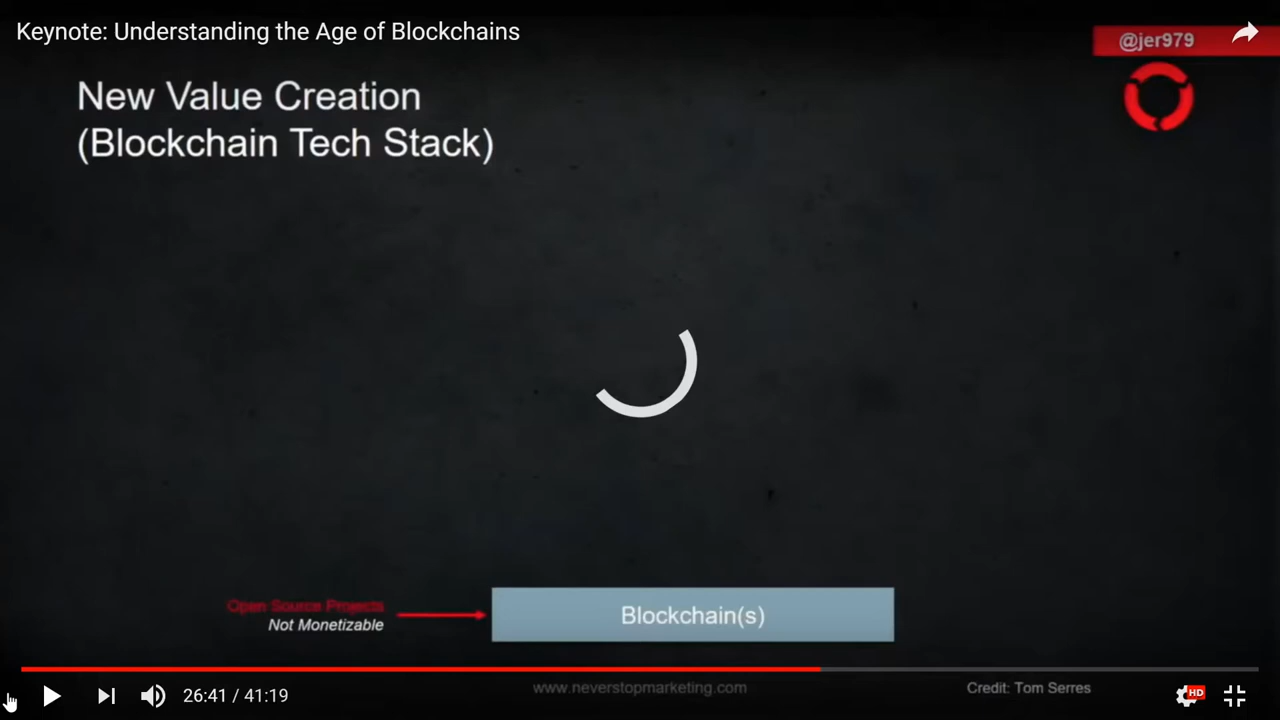 Keynote: Understanding the Age of Blockchains
@jer979
New Value Creation
(Blockchain Tech Stack)
Open Source Projects
Not Monetizable
Blockchain(s)
26:41 / 41:19
www.neverstopmarketing.com
Credit: Tom Serres
HD